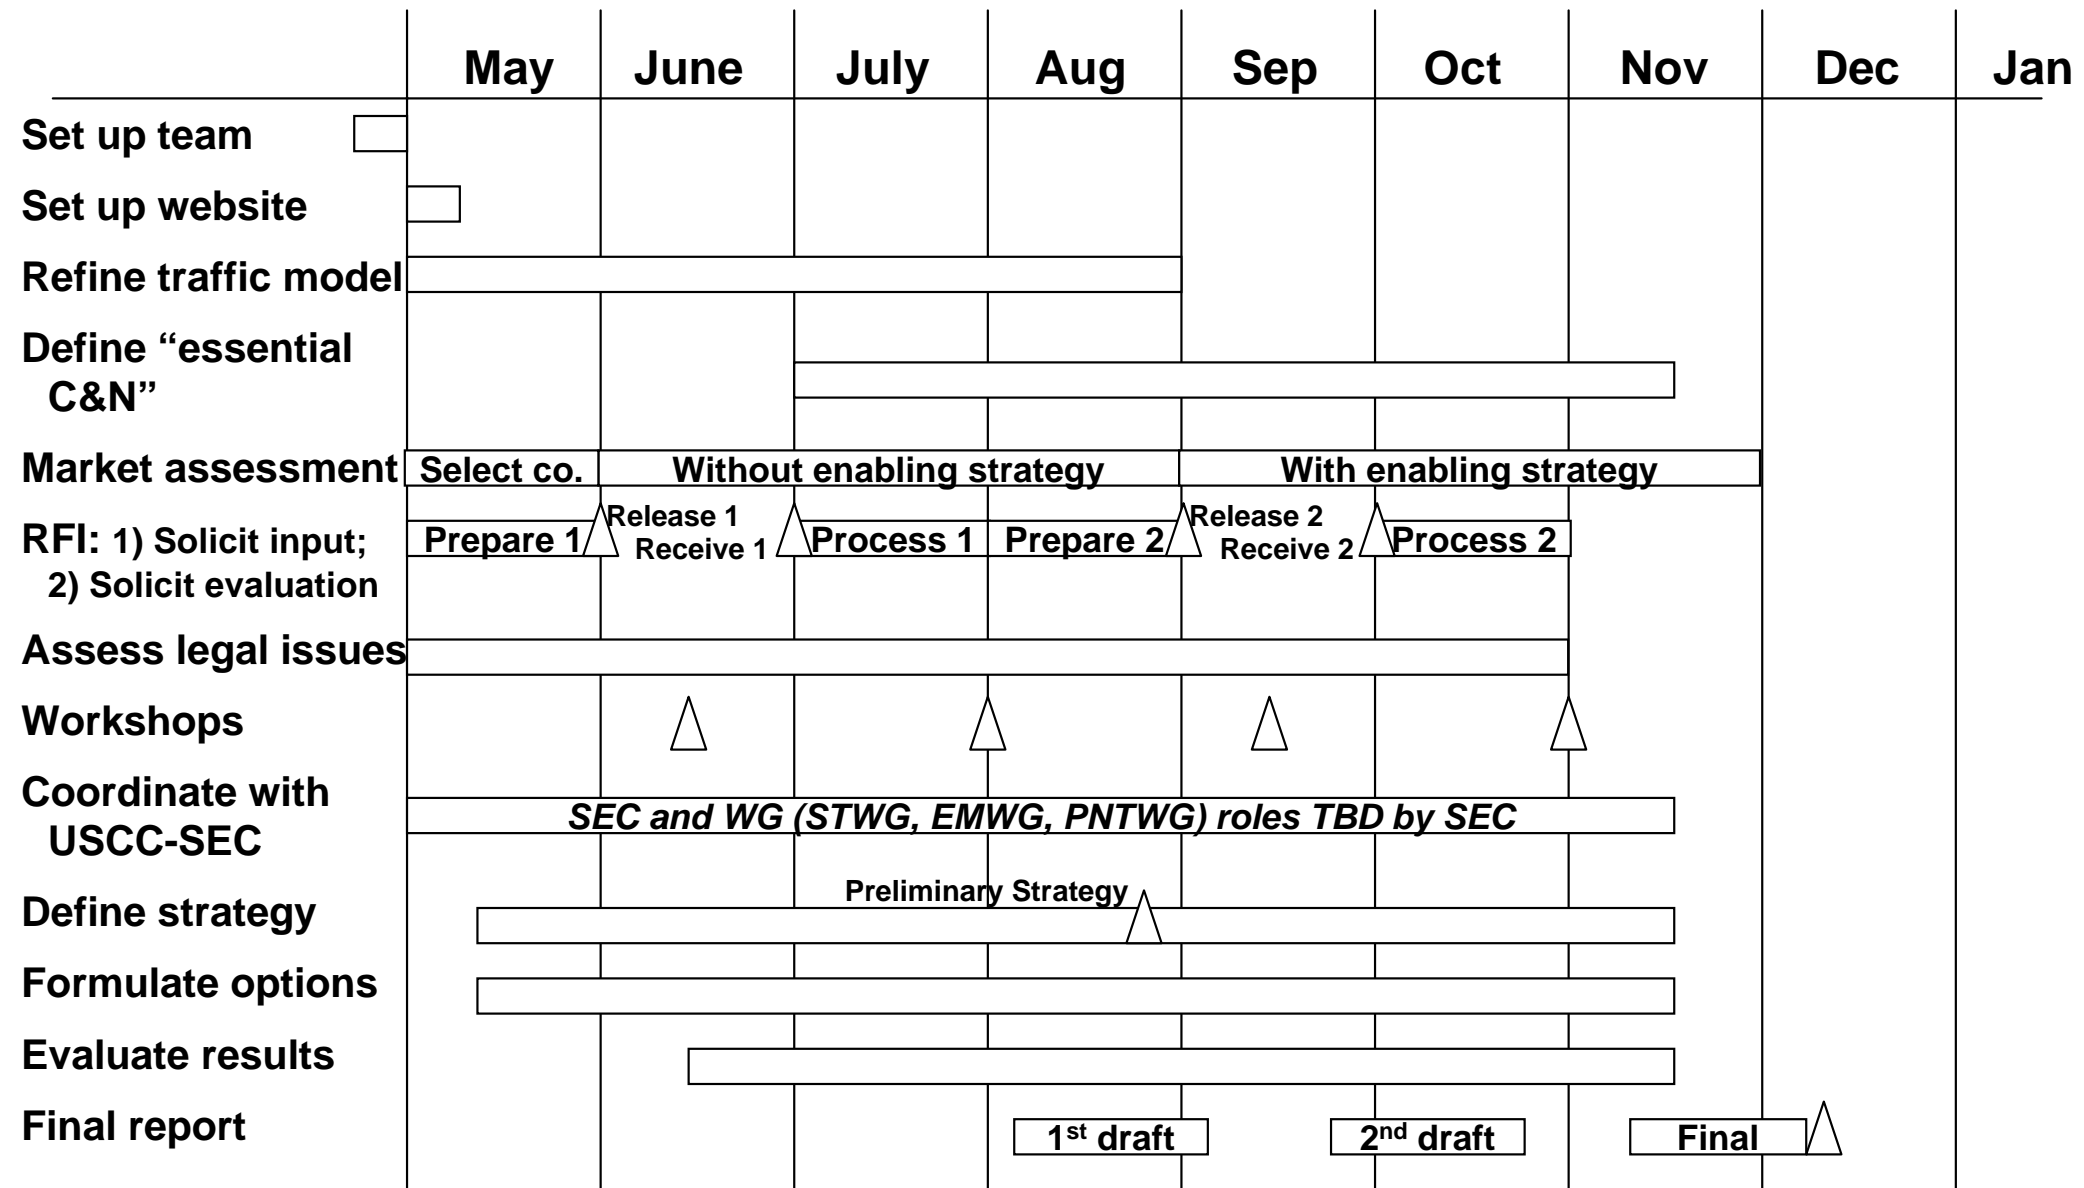 May June July Aug Sep Oct Nov Dec Jan
Set up team
Set up website
Refine traffic model
Define “essential
C&N”
Market assessment Select co. Without enabling strategy With enabling strategy
Release 1 Release 2
RFI: 1) Solicit input; Prepare 1 Receive 1 Process 1 Prepare 2 Receive 2 Process 2
2) Solicit evaluation
Assess legal issues
Workshops
Coordinate with
SEC and WG (STWG, EMWG, PNTWG) roles TBD by SEC
USCC-SEC
Preliminary Strategy
Define strategy
Formulate options
Evaluate results
Final report 1st draft 2nd draft Final